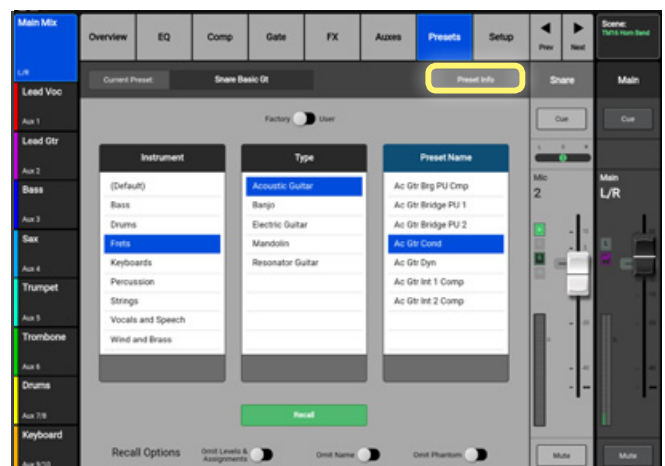 Main Mix
L/R
Overview
EQ
Comp
Gate
FX
Auxes
Presets
Setup
Prev
Next
Scene:
TM16 Horn Band
Current Preset:
Snare Basic Gt
Preset Info
Snare
Main
Lead Voc
Aux 1
Lead Gtr
Aux 2
Bass
Aux 3
Sax
Aux 4
Trumpet
Aux 5
Trombone
Aux 6
Drums
Aux 7/8
Keyboard
Aux 9/10
Factory
User
Instrument
(Default)
Bass
Drums
Frets
Keyboards
Percussion
Strings
Vocals and Speech
Wind and Brass
Type
Acoustic Guitar
Banjo
Electric Guitar
Mandolin
Resonator Guitar
Preset Name
Ac Gtr Brg PU Cmp
Ac Gtr Bridge PU 1
Ac Gtr Bridge PU 2
Ac Gtr Cond
Ac Gtr Dyn
Ac Gtr Int 1 Comp
Ac Gtr Int 2 Comp
Recall
Recall Options
Omit Levels &
Assignments
Omit Name
Omit Phantom
Cue
Mic
2
Mute
Cue
Main
L/R
Mute